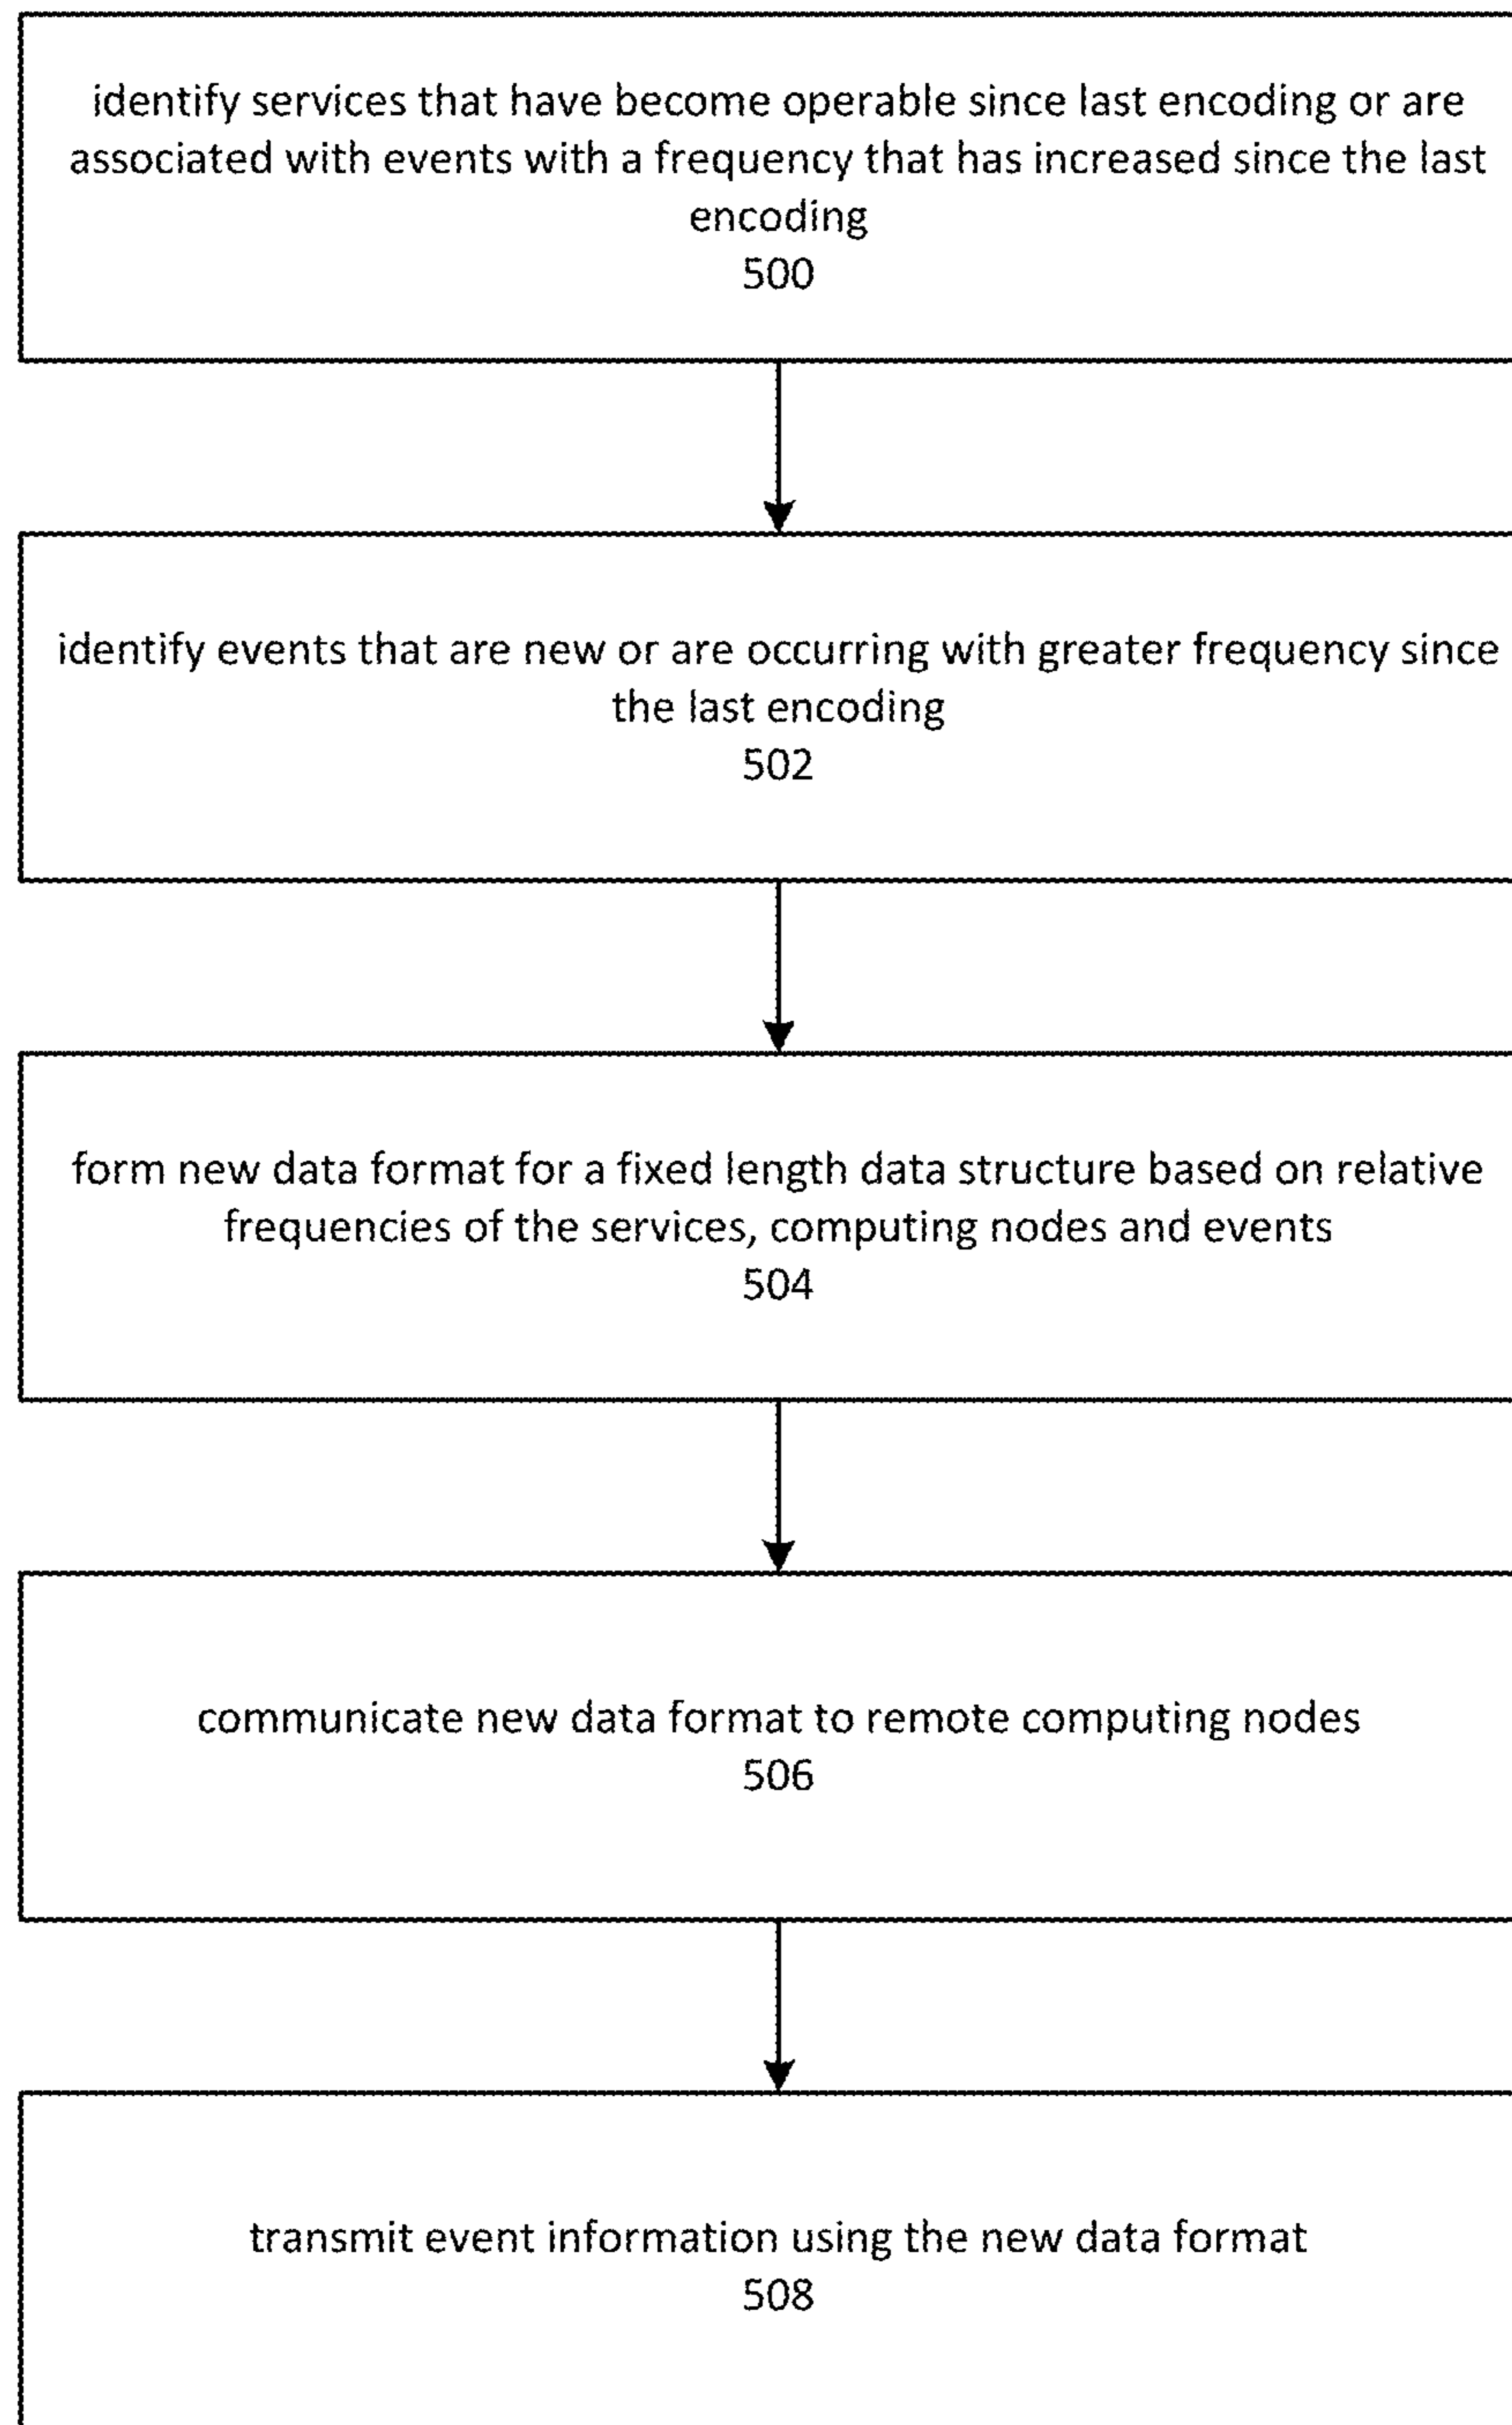 identify services that have become operable since last encoding or are
associated with events with a frequency that has increased since the last
encoding
500
identify events that are new or are occurring with greater frequency since
the last encoding
502
form new data format for a fixed length data structure based on relative
frequencies of the services, computing nodes and events
504
communicate new data format to remote computing nodes
506
transmit event information using the new data format
508